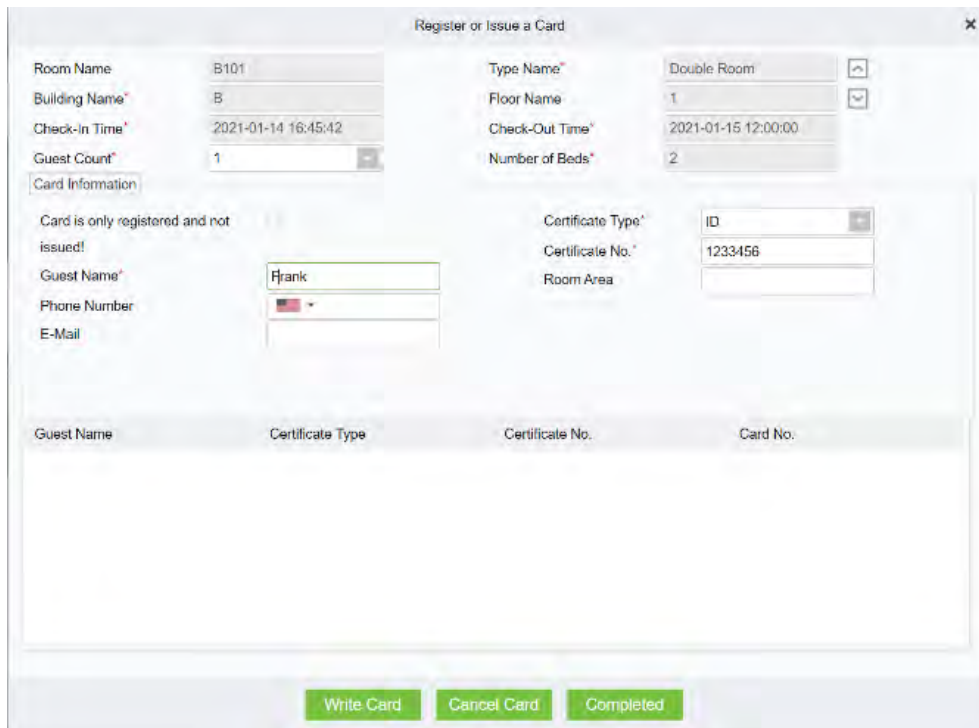 Register or Issue a Card ×
Room Name B101 Type Name* Double Room
Building Name* B Floor Name 1
Check-In Time* 2021-01-14 16:45:42 Check-Out Time* 2021-01-15 12:00:00
Guest Count* 1 Number of Beds* 2
Card Information
Card is only registered and not Certificate Type* ID
issued! Certificate No.* 1233456
Guest Name* Frank Room Area
Phone Number
E-Mail
Guest Name Certificate Type Certificate No. Card No.
Write Card Cancel Card Completed